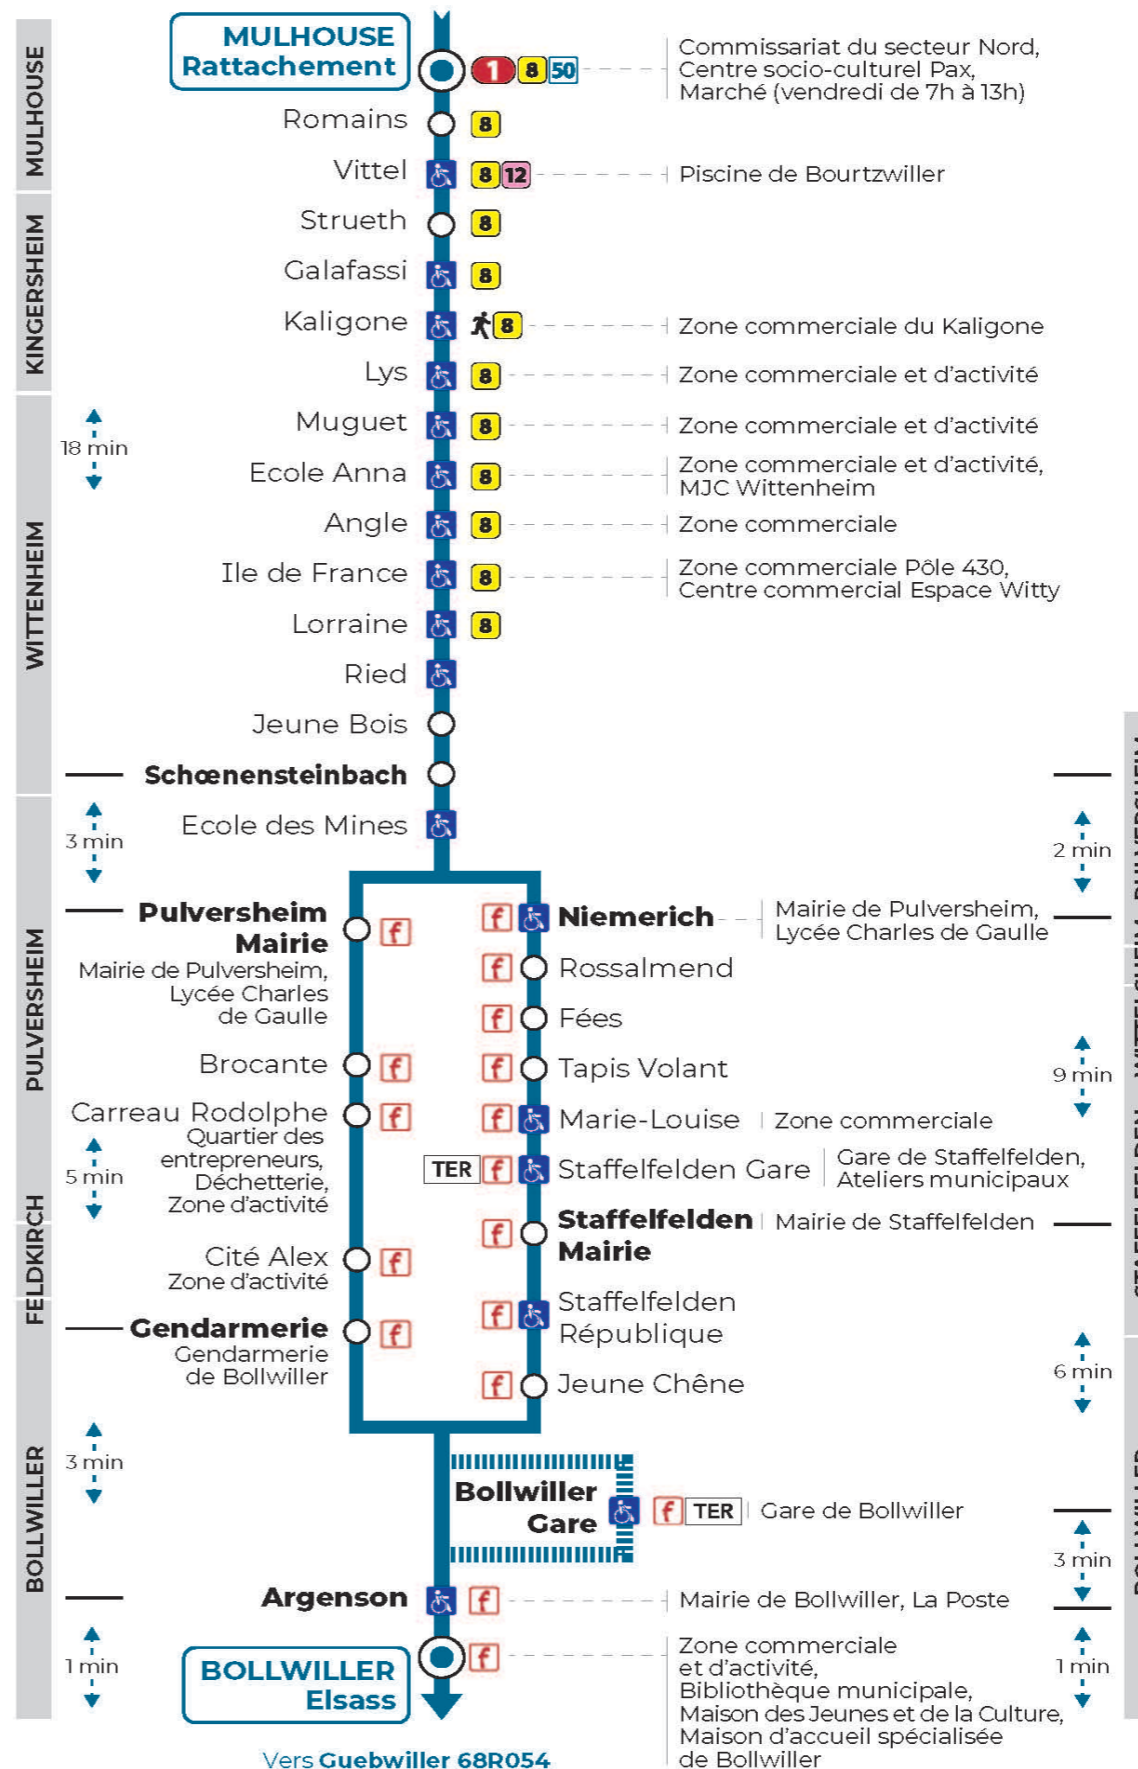 MULHOUSE
KINGERSHEIM
WITTENHEIM
PULVERSHEIM
FELDKIRCH
BOLLWILLER
MULHOUSE
Rattachement
1 8 50
Commissariat du secteur Nord,
Centre socio-culturel Pax,
Marché (vendredi de 7h à 13h)
Romains 8
Vittel 8 12 Piscine de Bourtzwiller
Strueth 8
Galafassi 8
Kaligone 8 Zone commerciale du Kaligone
Lys 8 Zone commerciale et d'activité
18 min
Muguet 8 Zone commerciale et d'activité
Ecole Anna 8 Zone commerciale et d'activité,
MJC Wittenheim
Angle 8 Zone commerciale
Ile de France 8 Zone commerciale Pôle 430,
Centre commercial Espace Witty
Lorraine 8
Ried
Jeune Bois
Schœnensteinbach
Ecole des Mines
3 min
2 min
Pulversheim
Mairie f
Mairie de Pulversheim,
Lycée Charles
de Gaulle
Brocante f
Carreau Rodolphe f
Quartier des
entrepreneurs,
Déchetterie,
Zone d'activité
5 min
Cité Alex f
Zone d'activité
Gendarmerie f
Gendarmerie
de Bollwiller
3 min
f Niemerich Mairie de Pulversheim,
Lycée Charles de Gaulle
f Rossalmend
f Fées
f Tapis Volant
9 min
f Marie-Louise Zone commerciale
TER f Staffelfelden Gare Gare de Staffelfelden,
Ateliers municipaux
f Staffelfelden
Mairie Mairie de Staffelfelden
f Staffelfelden
République
f Jeune Chêne
6 min
Bollwiller
Gare f TER Gare de Bollwiller
3 min
Argenson f Mairie de Bollwiller, La Poste
1 min
1 min
BOLLWILLER
Elsass
f
Zone commerciale
et d'activité,
Bibliothèque municipale,
Maison des Jeunes et de la Culture,
Maison d'accueil spécialisée
de Bollwiller
Vers Guebwiller 68R054